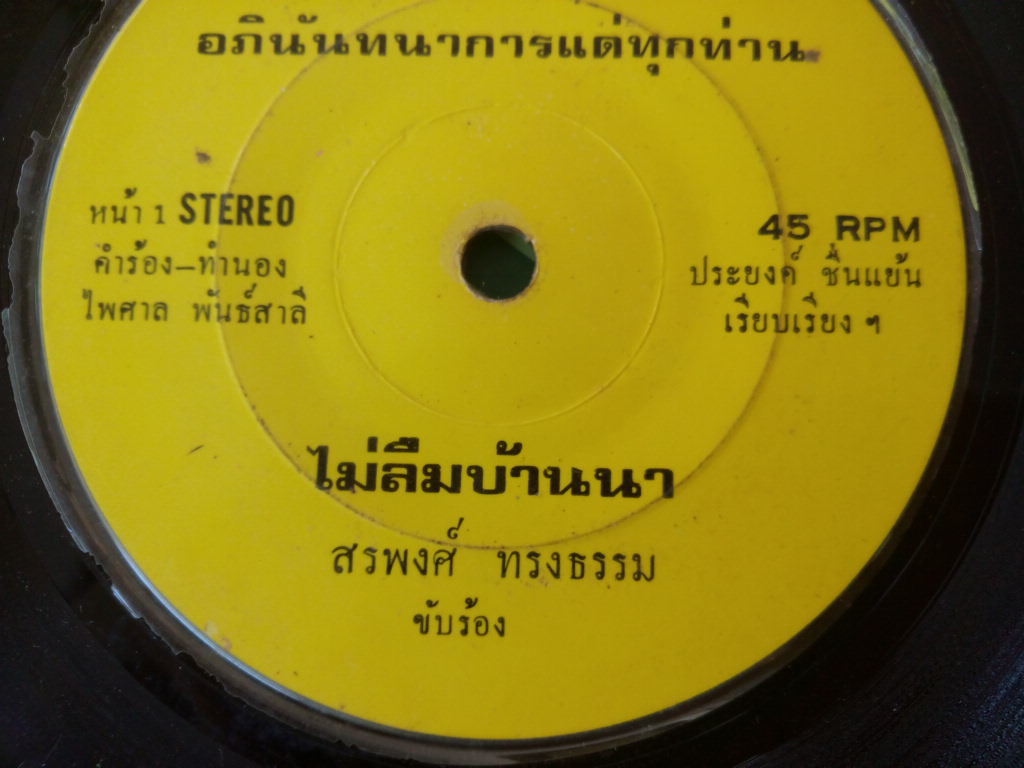 อภินันทนาการแด่ทุกท่าน
หน้า 1 STEREO
คำร้อง-ทำนอง
ไพศาล พันธ์สาลี
45 RPM
ประยงค์ ชื่นแย้น
เรียบเรียง ฯ
ไม่ลืมบ้านนา
สรพงศ์ ทรงธรรม
ขับร้อง